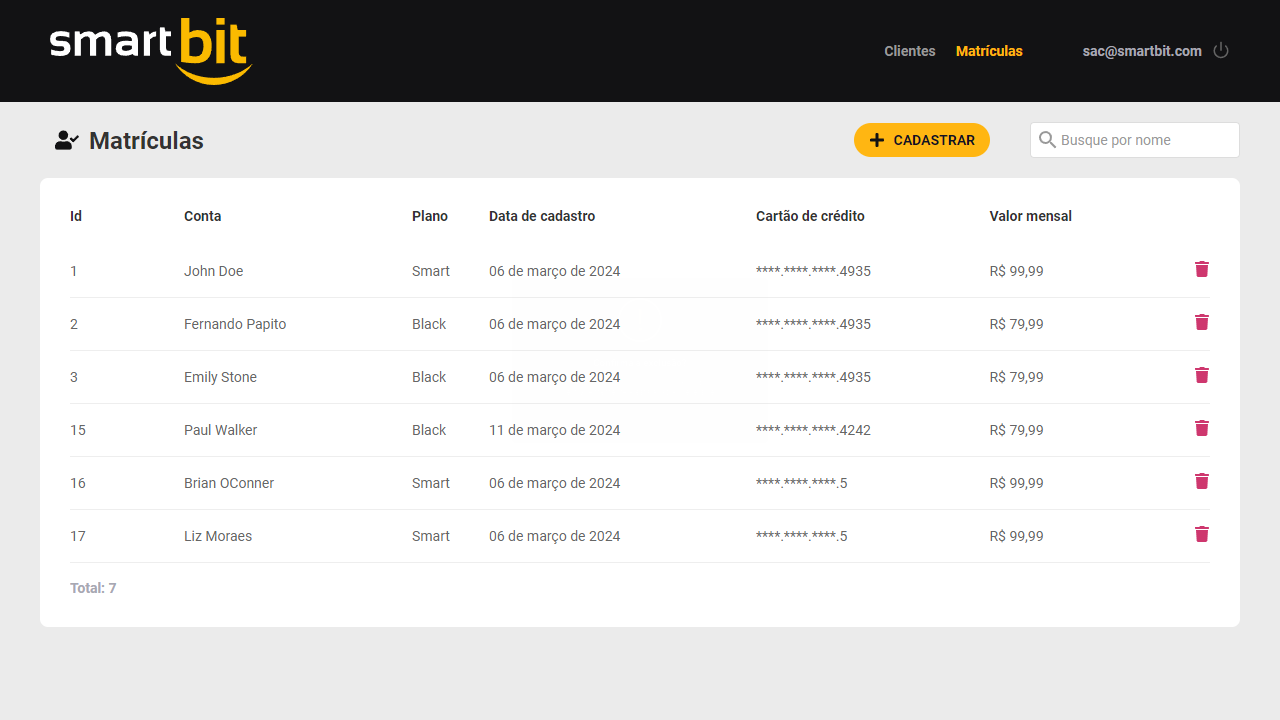 smartbit
Clientes Matrículas sac@smartbit.com
Matrículas CADASTRAR Busque por nome
Id Conta Plano Data de cadastro Cartão de crédito Valor mensal
1 John Doe Smart 06 de março de 2024 ****.****.****.4935 R$ 99,99
2 Fernando Papito Black 06 de março de 2024 ****.****.****.4935 R$ 79,99
3 Emily Stone Black 06 de março de 2024 ****.****.****.4935 R$ 79,99
15 Paul Walker Black 11 de março de 2024 ****.****.****.4242 R$ 79,99
16 Brian OConner Smart 06 de março de 2024 ****.****.****.5 R$ 99,99
17 Liz Moraes Smart 06 de março de 2024 ****.****.****.5 R$ 99,99
Total: 7